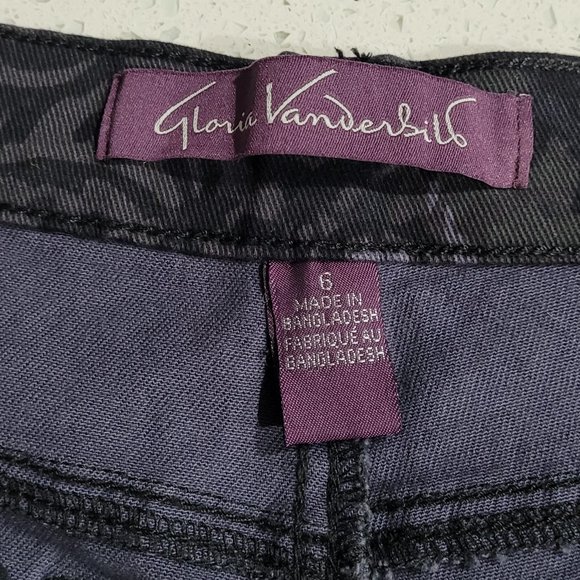 Gloria Vanderbilt
6
MADE IN
BANGLADESH
FABRIQUÉ AU
BANGLADESH